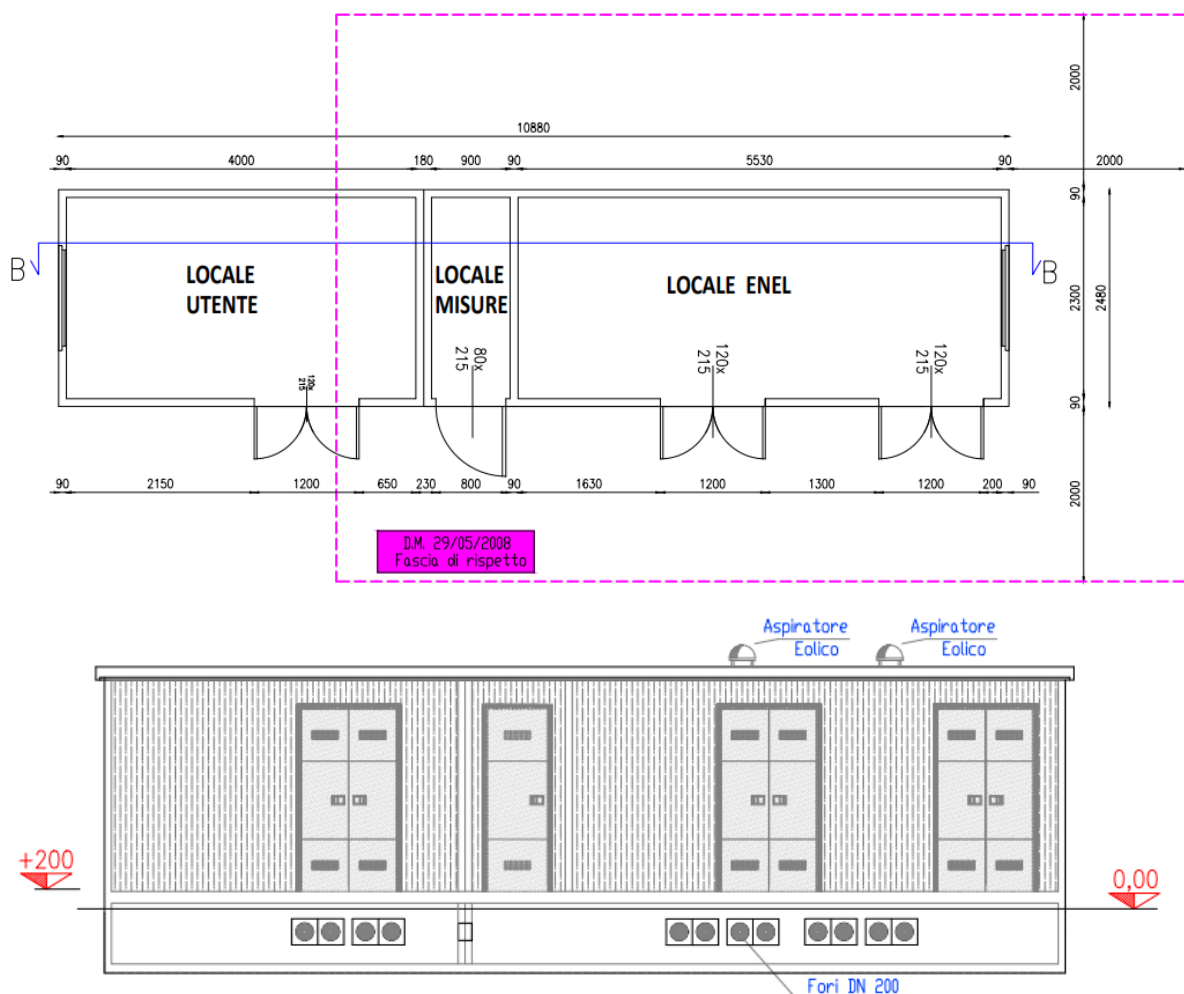 2000
10880
90 4000 180 900 90 5530 90 2000
90
B
LOCALE
UTENTE
LOCALE
MISURE
LOCALE ENEL
B
2300
2480
120x
215
80x
215
120x
215
120x
215
90
90 2150 1200 650 230 800 90 1630 1200 1300 1200 200 90
2000
D.M. 29/05/2008
Fascia di rispetto
Aspiratore
Eolico
Aspiratore
Eolico
+200
0,00
Fori DN 200